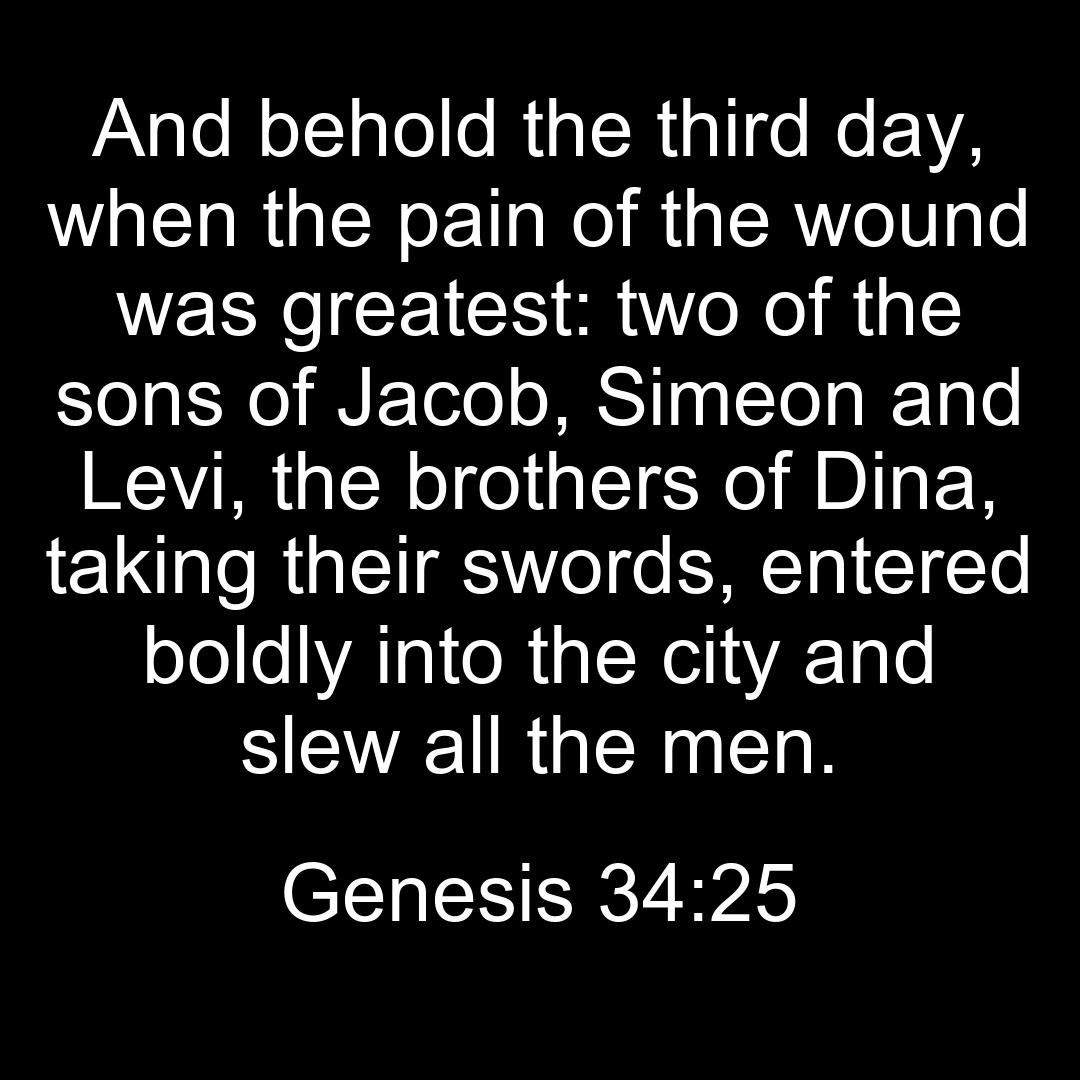 And behold the third day,
when the pain of the wound
was greatest: two of the
sons of Jacob, Simeon and
Levi, the brothers of Dina,
taking their swords, entered
boldly into the city and
slew all the men.
Genesis 34:25